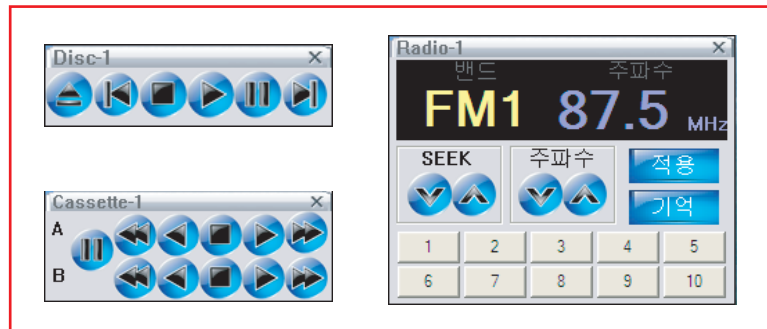 Disc-1
Cassette-1
A
B
Radio-1
밴드 주파수
FM1 87.5 MHz
SEEK 주파수 적용
기억
1 2 3 4 5
6 7 8 9 10